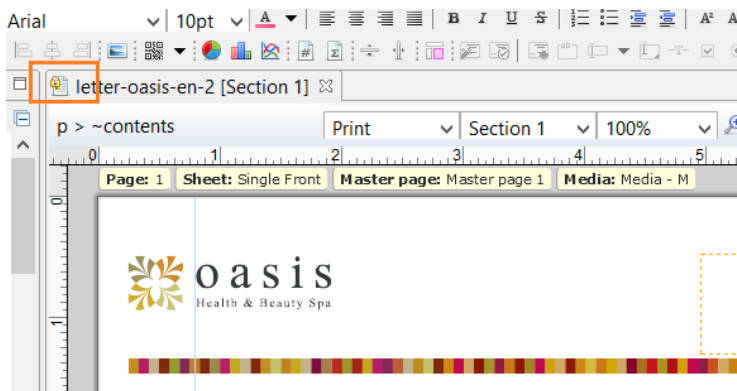 Arial 10pt A B I U S A² A
letter-oasis-en-2 [Section 1]
p > ~contents Print Section 1 100%
0 1 2 3 4 5
Page: 1 Sheet: Single Front Master page: Master page 1 Media: Media - M
0
oasis
Health & Beauty Spa
1